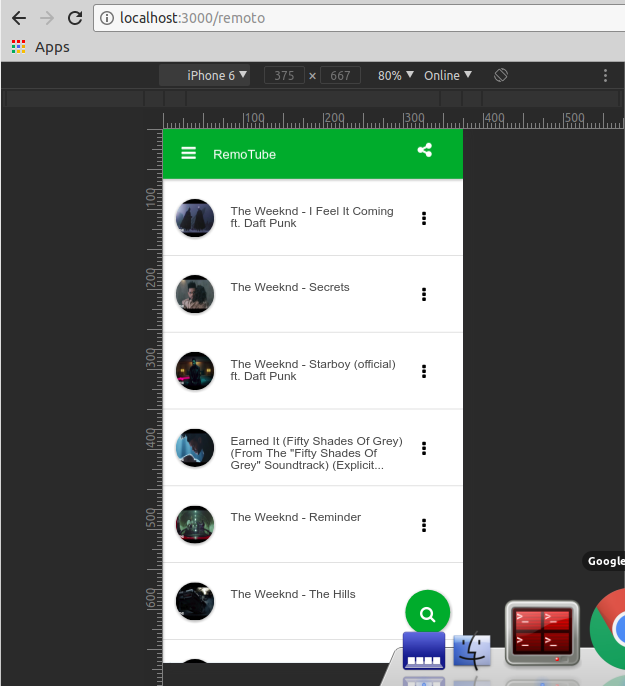 localhost:3000/remoto
Apps
iPhone 6 ▼ 375 × 667 80% ▼ Online ▼
100 200 300 400 500
RemoTube
100
The Weeknd - I Feel It Coming
ft. Daft Punk
200
The Weeknd - Secrets
300
The Weeknd - Starboy (official)
ft. Daft Punk
400
Earned It (Fifty Shades Of Grey)
(From The "Fifty Shades Of
Grey" Soundtrack) (Explicit...
500
The Weeknd - Reminder
Google
600
The Weeknd - The Hills